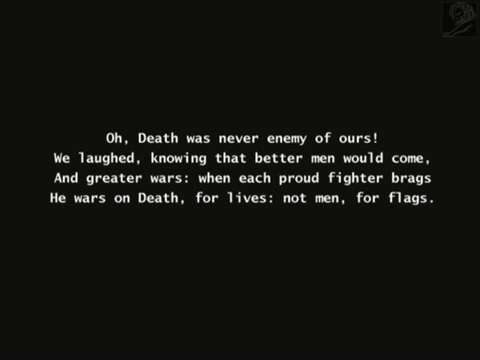 Oh, Death was never enemy of ours!
We laughed, knowing that better men would come,
And greater wars: when each proud fighter brags
He wars on Death, for lives: not men, for flags.